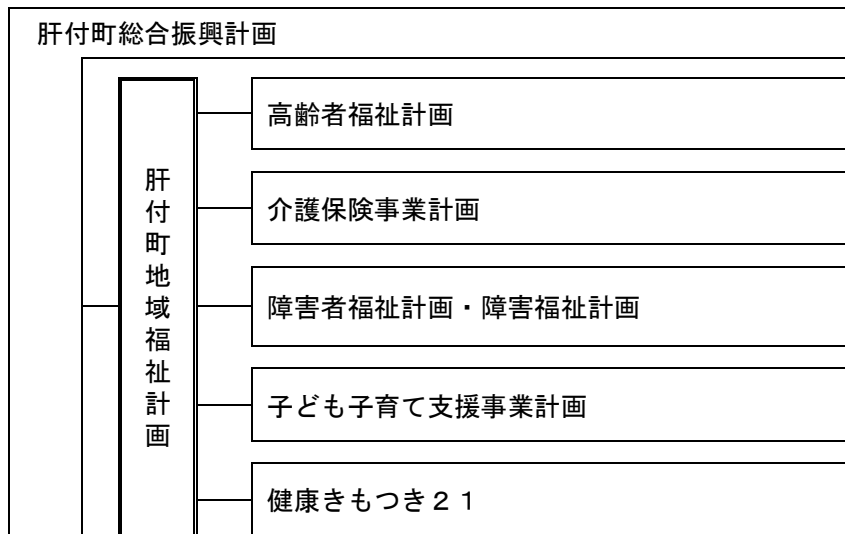 肝付町総合振興計画
肝付町地域福祉計画
高齢者福祉計画
介護保険事業計画
障害者福祉計画・障害福祉計画
子ども子育て支援事業計画
健康きもつき２１